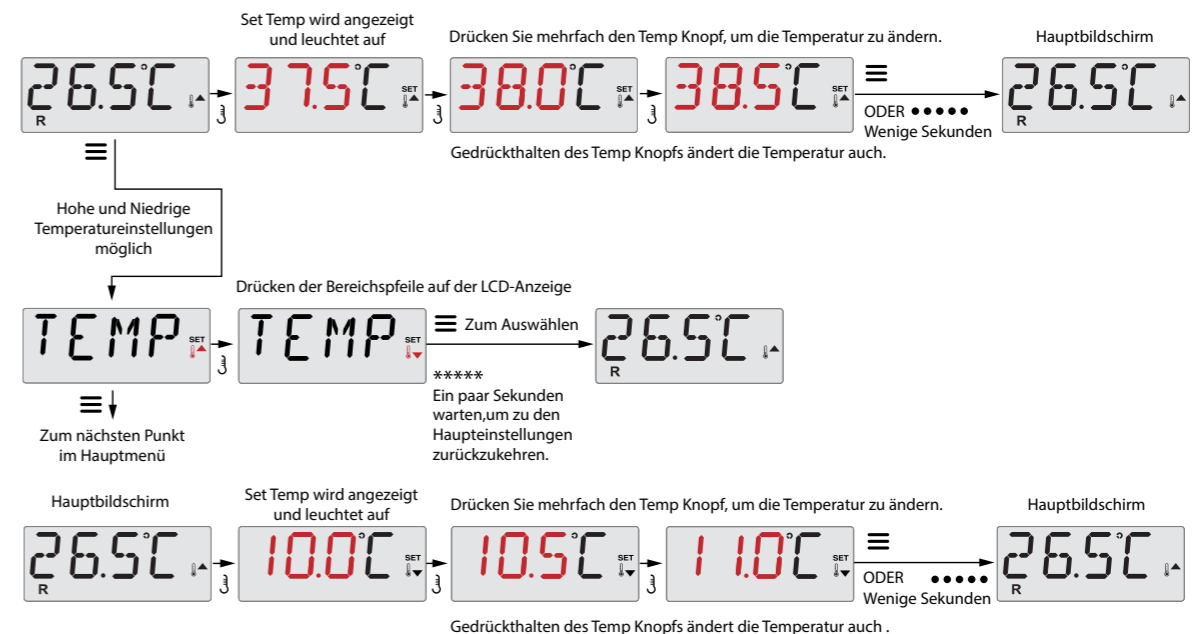 Set Temp wird angezeigt
und leuchtet auf
Drücken Sie mehrfach den Temp Knopf, um die Temperatur zu ändern.
Hauptbildschirm
26.5°C
R
37.5°C
SET
38.0°C
SET
38.5°C
SET
ODER •••••
Wenige Sekunden
26.5°C
R
Gedrückthalten des Temp Knopfs ändert die Temperatur auch.
Hohe und Niedrige
Temperatureinstellungen
möglich
Drücken der Bereichspfeile auf der LCD-Anzeige
TEMP
SET
TEMP
SET
Zum Auswählen
26.5°C
R
*****
Ein paar Sekunden
warten,um zu den
Haupteinstellungen
zurückzukehren.
Zum nächsten Punkt
im Hauptmenü
Hauptbildschirm
Set Temp wird angezeigt
und leuchtet auf
Drücken Sie mehrfach den Temp Knopf, um die Temperatur zu ändern.
Hauptbildschirm
26.5°C
R
10.0°C
SET
10.5°C
SET
11.0°C
SET
ODER •••••
Wenige Sekunden
26.5°C
R
Gedrückthalten des Temp Knopfs ändert die Temperatur auch .